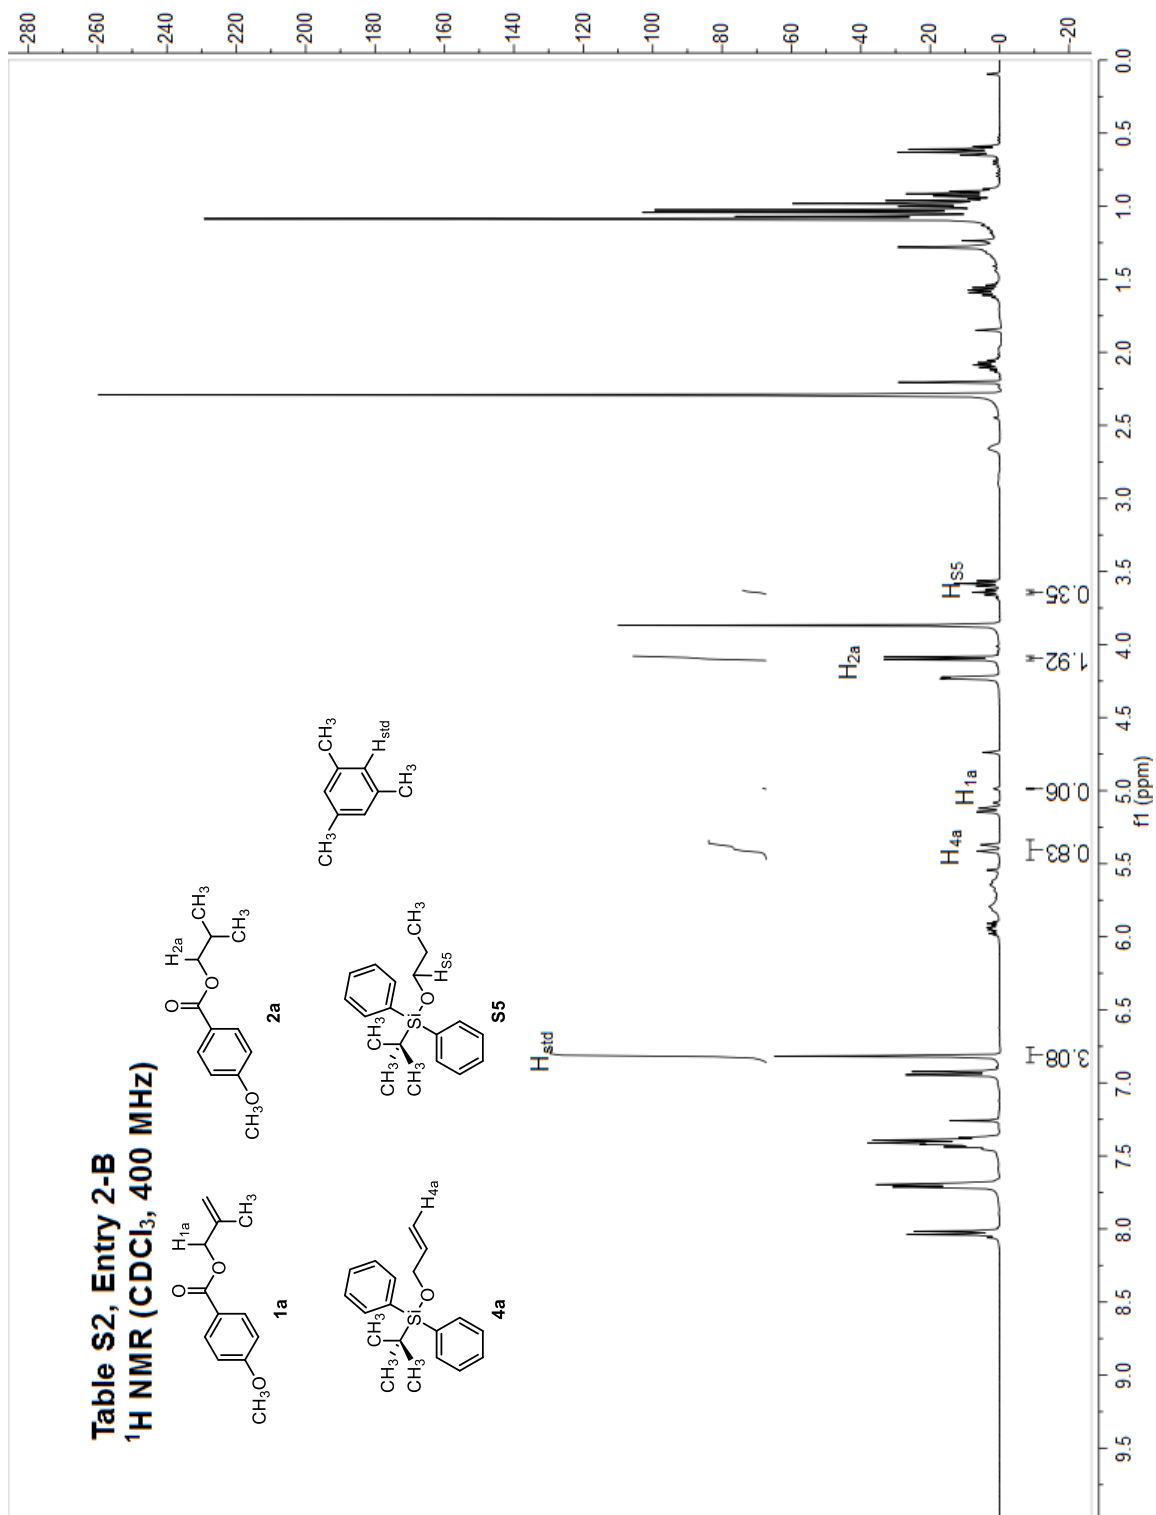 Table S2, Entry 2-B
¹H NMR (CDCl₃, 400 MHz)
CH₃O
O
O
H₁ₐ
CH₃
1a
CH₃O
O
O
H₂ₐ
CH₃
CH₃
2a
CH₃
CH₃
CH₃
Si
O
H₄ₐ
4a
CH₃
CH₃
CH₃
Si
O
H_S5
CH₃
S5
CH₃
CH₃
CH₃
H_std
H_std
H₄ₐ
H₁ₐ
H₂ₐ
H_S5
3.08
0.83
0.06
1.92
0.35
9.5 9.0 8.5 8.0 7.5 7.0 6.5 6.0 5.5 5.0 4.5 4.0 3.5 3.0 2.5 2.0 1.5 1.0 0.5 0.0
f1 (ppm)
280
260
240
220
200
180
160
140
120
100
80
60
40
20
0
-20